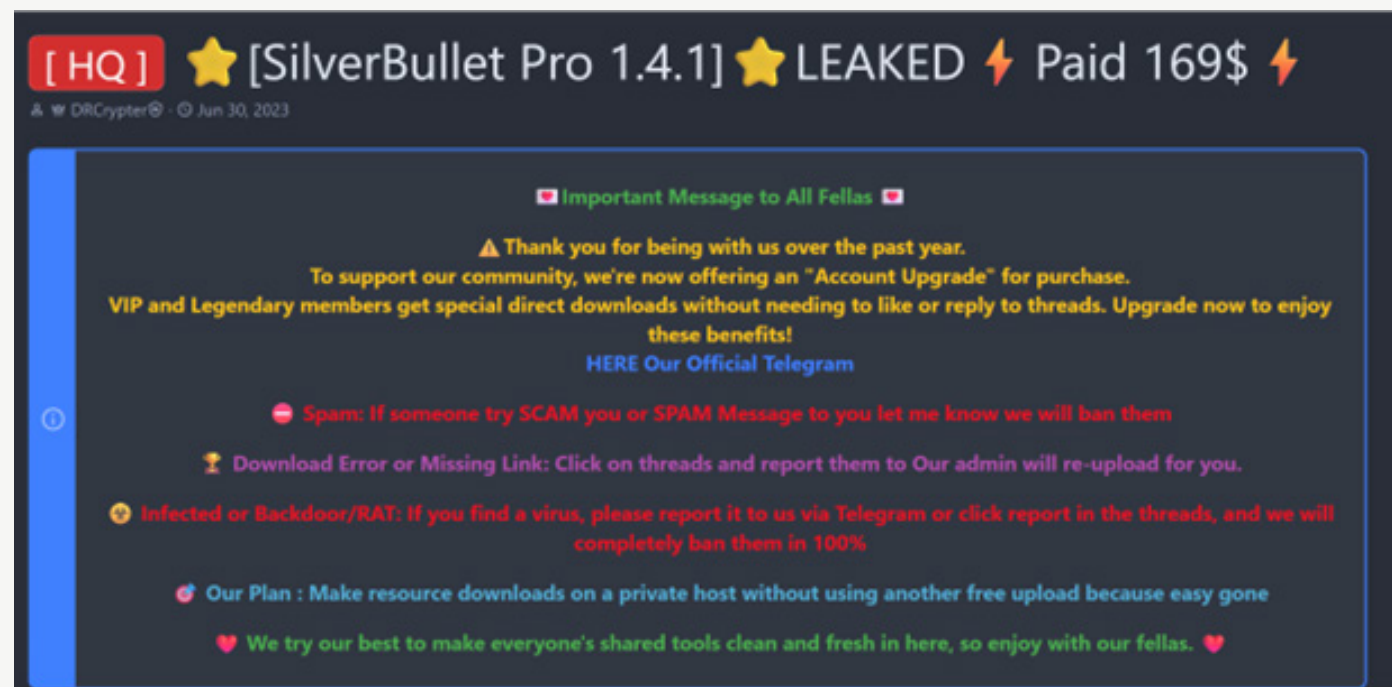 [ HQ ] ⭐[SilverBullet Pro 1.4.1]⭐LEAKED ⚡ Paid 169$ ⚡
DRCrypter · Jun 30, 2023
💌Important Message to All Fellas 💌
⚠Thank you for being with us over the past year.
To support our community, we're now offering an "Account Upgrade" for purchase.
VIP and Legendary members get special direct downloads without needing to like or reply to threads. Upgrade now to enjoy
these benefits!
HERE Our Official Telegram
⛔ Spam: If someone try SCAM you or SPAM Message to you let me know we will ban them
🏆 Download Error or Missing Link: Click on threads and report them to Our admin will re-upload for you.
Infected or Backdoor/RAT: If you find a virus, please report it to us via Telegram or click report in the threads, and we will
completely ban them in 100%
🎯 Our Plan : Make resource downloads on a private host without using another free upload because easy gone
❤ We try our best to make everyone's shared tools clean and fresh in here, so enjoy with our fellas. ❤